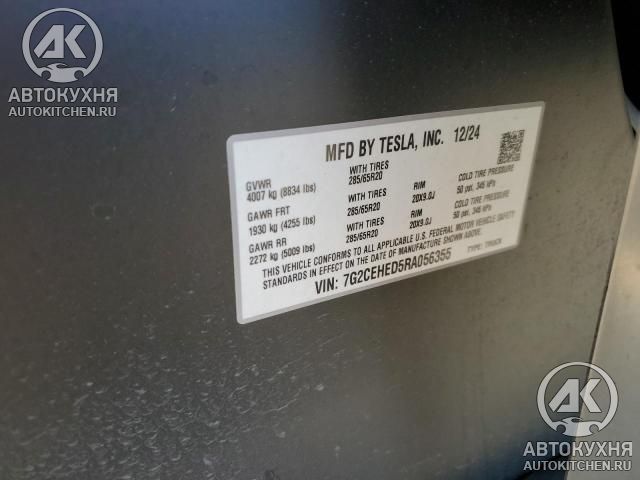 AK
АВТОКУХНЯ
AUTOKITCHEN.RU
MFD BY TESLA, INC. 12/24
GVWR WITH TIRES COLD TIRE PRESSURE
4007 kg (8834 lbs) 285/65R20 50 psi, 345 kPa
GAWR FRT WITH TIRES RIM COLD TIRE PRESSURE
1930 kg (4255 lbs) 285/65R20 20X9.0J 50 psi, 345 kPa
GAWR RR WITH TIRES RIM
2272 kg (5009 lbs) 285/65R20 20X9.0J
THIS VEHICLE CONFORMS TO ALL APPLICABLE U.S. FEDERAL MOTOR VEHICLE SAFETY
STANDARDS IN EFFECT ON THE DATE OF MANUFACTURE SHOWN ABOVE.
VIN: 7G2CEHED5RA056355 TYPE: TRUCK
AK
АВТОКУХНЯ
AUTOKITCHEN.RU